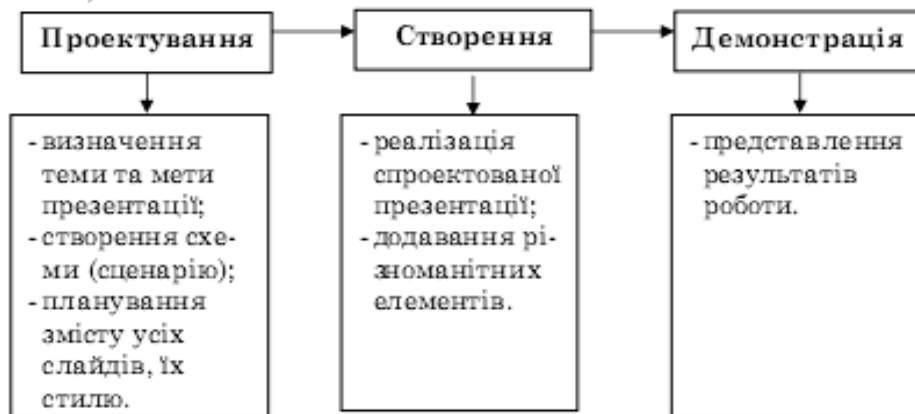 Проектування
Створення
Демонстрація
- визначення
теми та мети
презентації;
- створення схе-
ми (сценарію);
- планування
змісту усіх
слайдів, їх
стилю.
- реалізація
спроектованої
презентації;
- додавання рі-
зноманітних
елементів.
- представлення
результатів
роботи.